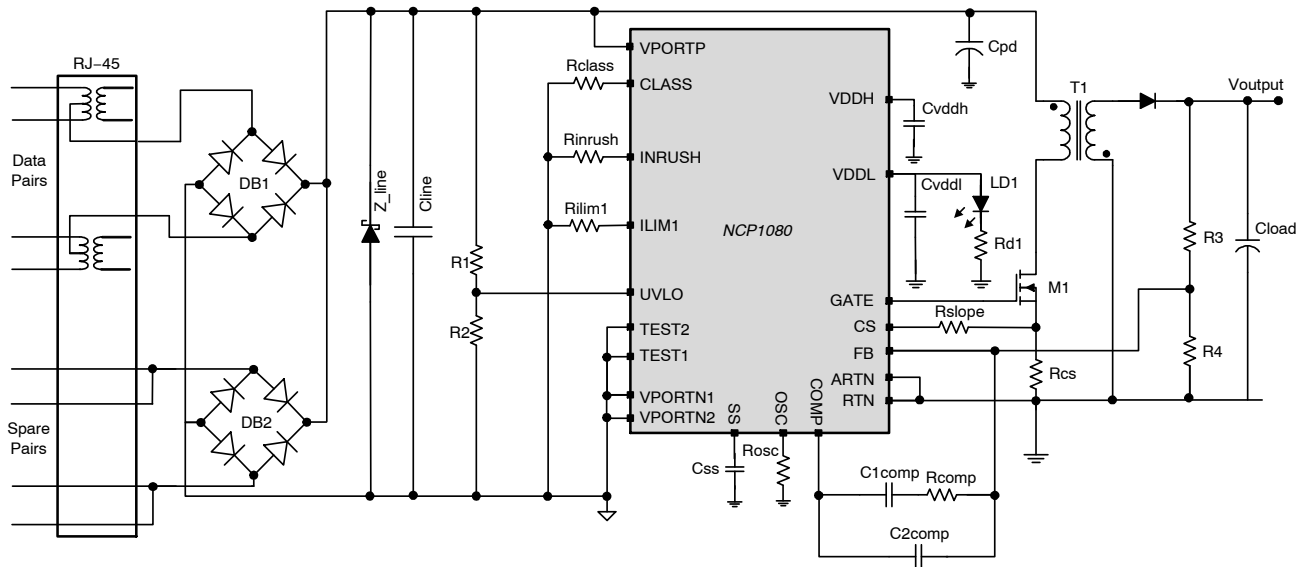 RJ−45
Data
Pairs
Spare
Pairs
DB1
DB2
Z_line
Cline
R1
R2
Rclass
Rinrush
Rilim1
VPORTP
CLASS
INRUSH
ILIM1
UVLO
TEST2
TEST1
VPORTN1
VPORTN2
NCP1080
SS
OSC
COMP
VDDH
VDDL
GATE
CS
FB
ARTN
RTN
Css
Rosc
C1comp
Rcomp
C2comp
Cpd
Cvddh
Cvddl
LD1
Rd1
M1
Rslope
Rcs
T1
Voutput
R3
R4
Cload